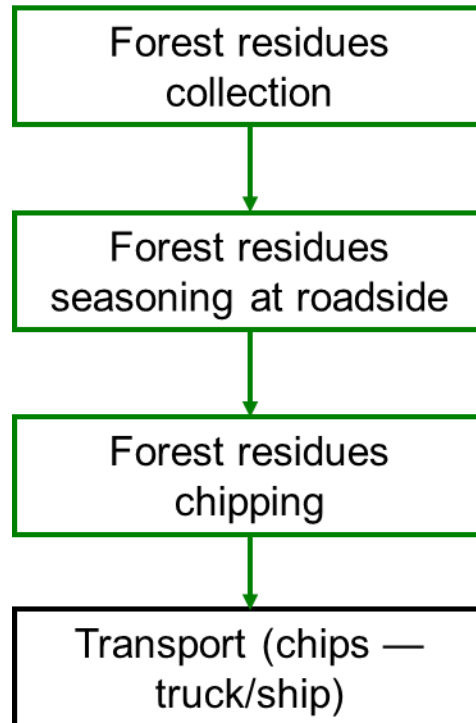 Forest residues
collection
Forest residues
seasoning at roadside
Forest residues
chipping
Transport (chips —
truck/ship)